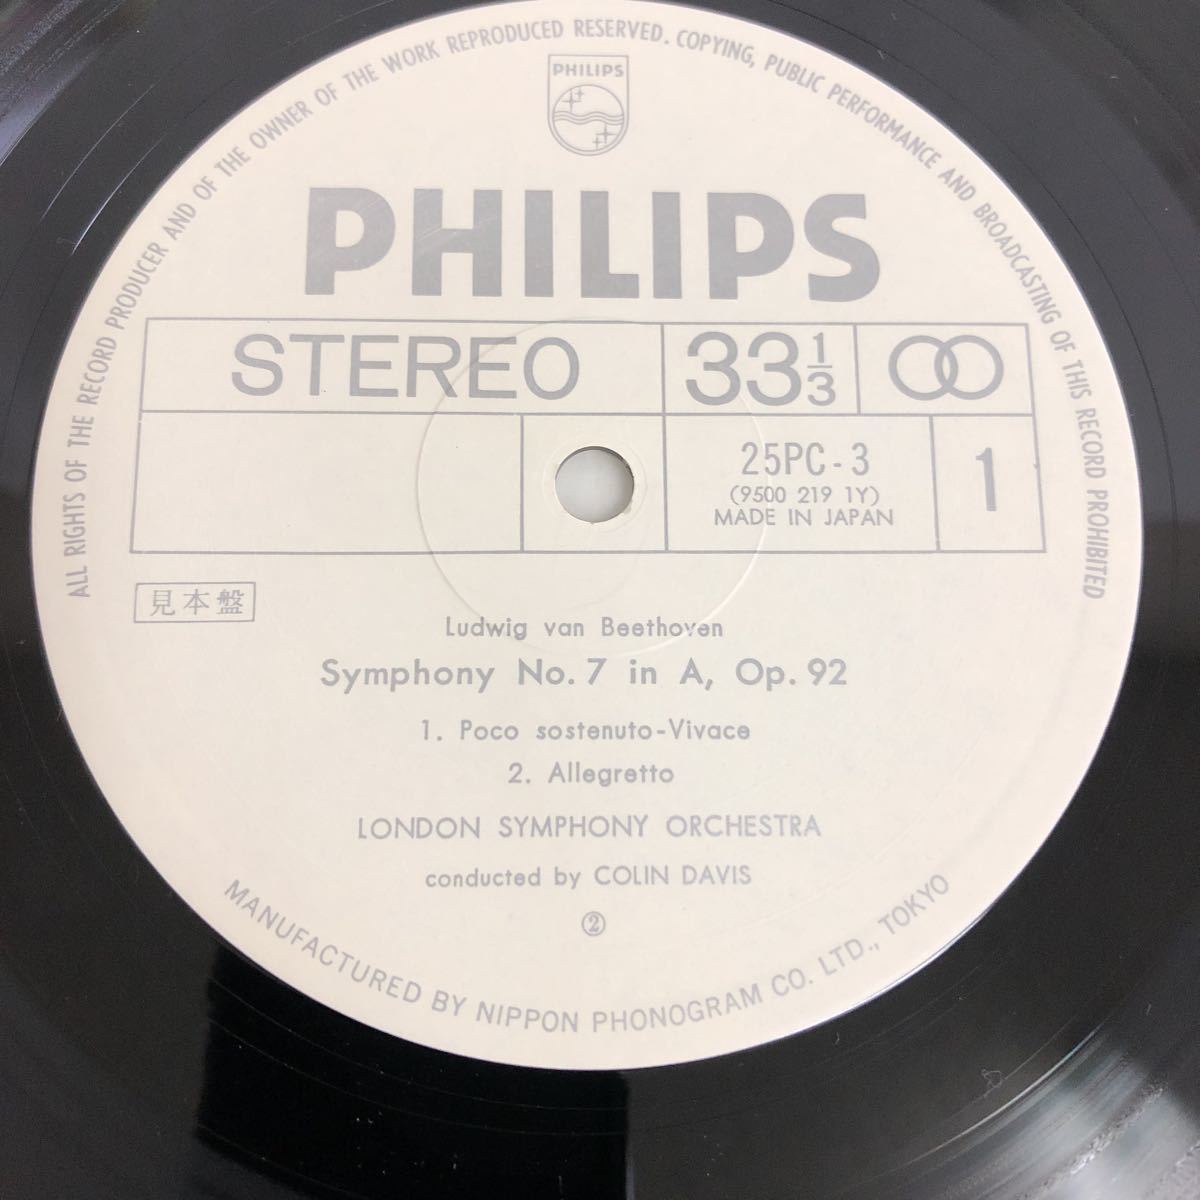 ALL RIGHTS OF THE RECORD PRODUCER AND OF THE OWNER OF THE WORK REPRODUCED RESERVED. COPYING, PUBLIC PERFORMANCE AND BROADCASTING OF THIS RECORD PROHIBITED
PHILIPS
PHILIPS
STEREO
33 1/3
25PC-3
(9500 219 1Y)
MADE IN JAPAN
1
見本盤
Ludwig van Beethoven
Symphony No. 7 in A, Op. 92
1. Poco sostenuto-Vivace
2. Allegretto
LONDON SYMPHONY ORCHESTRA
conducted by COLIN DAVIS
②
MANUFACTURED BY NIPPON PHONOGRAM CO. LTD., TOKYO